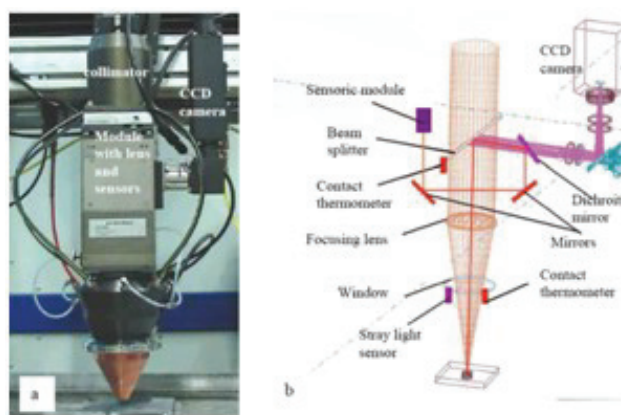 collimator
CCD
camera
Module
with lens
and
sensors
a
CCD
camera
Sensoric module
Beam
splitter
Contact
thermometer
Dichroit
mirror
Mirrors
Focusing lens
Window
Contact
thermometer
Stray light
sensor
b